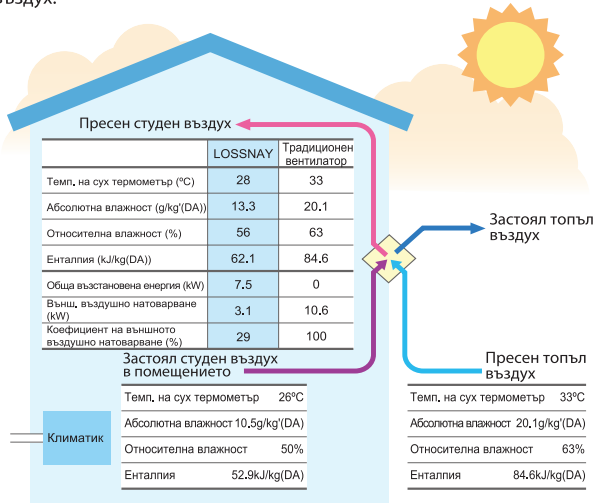 въздух.
Пресен студен въздух
LOSSNAY Традиционен
вентилатор
Темп. на сух термометър (ºC) 28 33
Абсолютна влажност (g/kg'(DA)) 13.3 20.1
Относителна влажност (%) 56 63
Енталпия (kJ/kg(DA)) 62.1 84.6
Обща възстановена енергия (kW) 7.5 0
Външ. въздушно натоварване
(kW) 3.1 10.6
Коефициент на външното
въздушно натоварване (%) 29 100
Застоял топъл
въздух
Застоял студен въздух
в помещението
Темп. на сух термометър 26ºC
Абсолютна влажност 10.5g/kg'(DA)
Относителна влажност 50%
Енталпия 52.9kJ/kg(DA)
Климатик
Пресен топъл
въздух
Темп. на сух термометър 33ºC
Абсолютна влажност 20.1g/kg'(DA)
Относителна влажност 63%
Енталпия 84.6kJ/kg(DA)